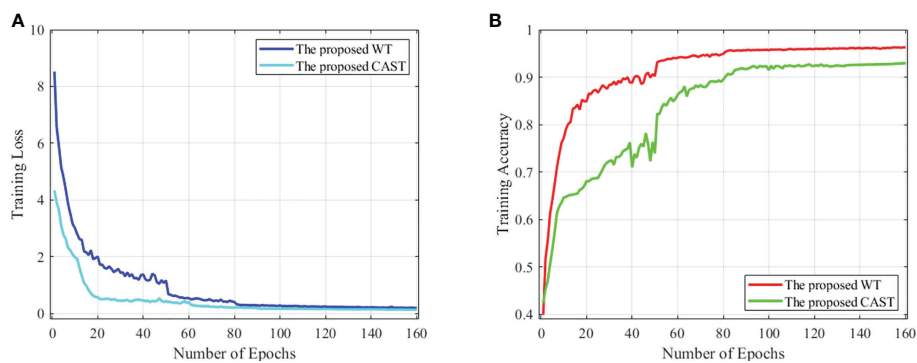 A
10
8
6
4
2
0
Training Loss
The proposed WT
The proposed CAST
0 20 40 60 80 100 120 140 160
Number of Epochs
B
1
0.9
0.8
0.7
0.6
0.5
0.4
Training Accuracy
The proposed WT
The proposed CAST
0 20 40 60 80 100 120 140 160
Number of Epochs